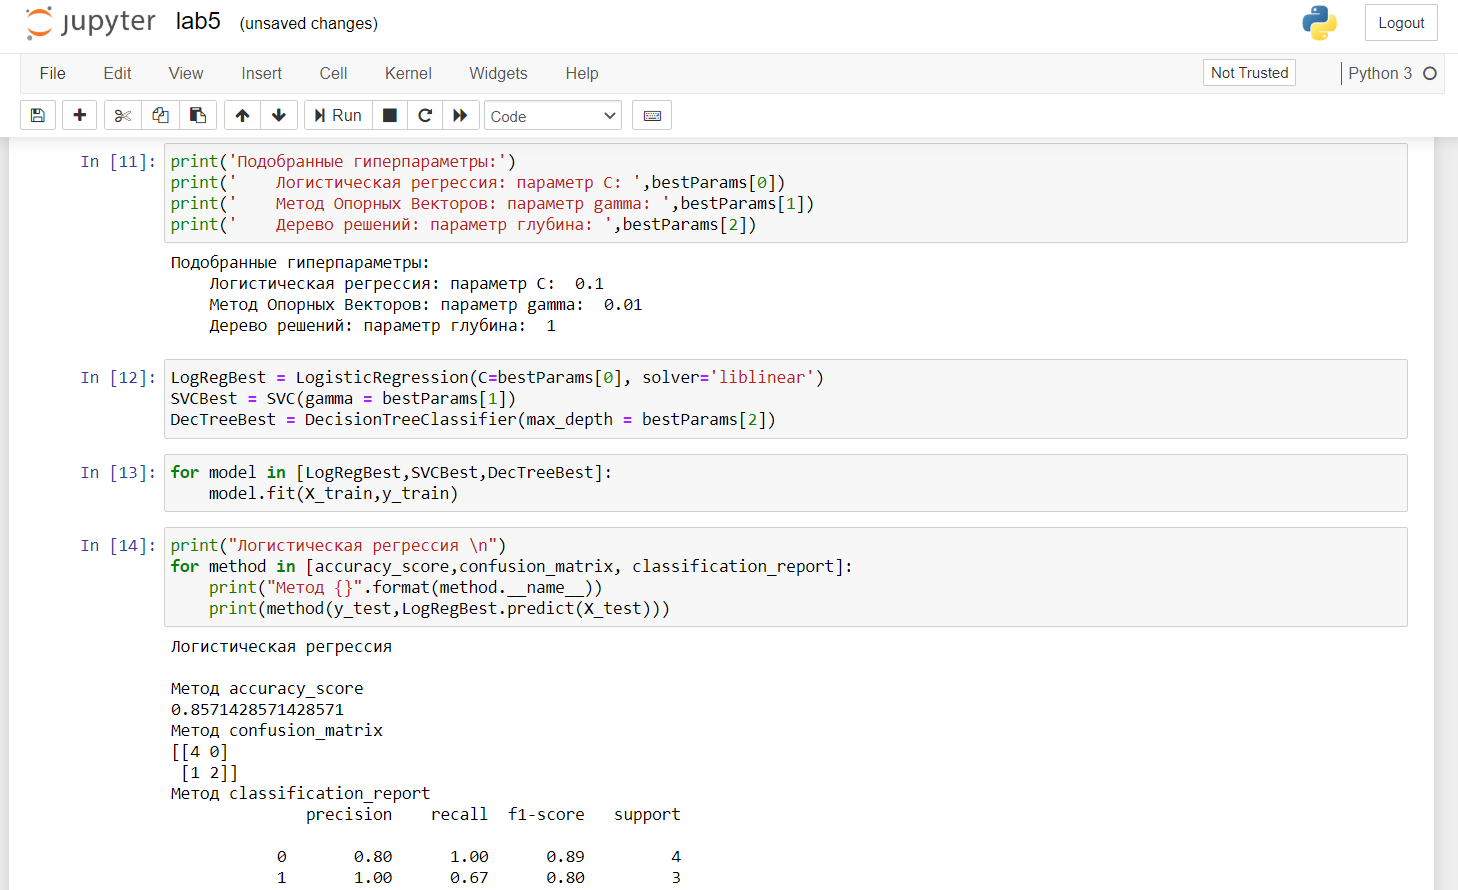 jupyter lab5 (unsaved changes) Logout
File Edit View Insert Cell Kernel Widgets Help Not Trusted Python 3
Run Code
In [11]: print('Подобранные гиперпараметры:')
print('    Логистическая регрессия: параметр С: ',bestParams[0])
print('    Метод Опорных Векторов: параметр gamma: ',bestParams[1])
print('    Дерево решений: параметр глубина: ',bestParams[2])
Подобранные гиперпараметры:
    Логистическая регрессия: параметр С:  0.1
    Метод Опорных Векторов: параметр gamma:  0.01
    Дерево решений: параметр глубина:  1
In [12]: LogRegBest = LogisticRegression(C=bestParams[0], solver='liblinear')
SVCBest = SVC(gamma = bestParams[1])
DecTreeBest = DecisionTreeClassifier(max_depth = bestParams[2])
In [13]: for model in [LogRegBest,SVCBest,DecTreeBest]:
    model.fit(X_train,y_train)
In [14]: print("Логистическая регрессия \n")
for method in [accuracy_score,confusion_matrix, classification_report]:
    print("Метод {}".format(method.__name__))
    print(method(y_test,LogRegBest.predict(X_test)))
Логистическая регрессия
Метод accuracy_score
0.8571428571428571
Метод confusion_matrix
[[4 0]
 [1 2]]
Метод classification_report
              precision    recall  f1-score   support
           0       0.80      1.00      0.89         4
           1       1.00      0.67      0.80         3